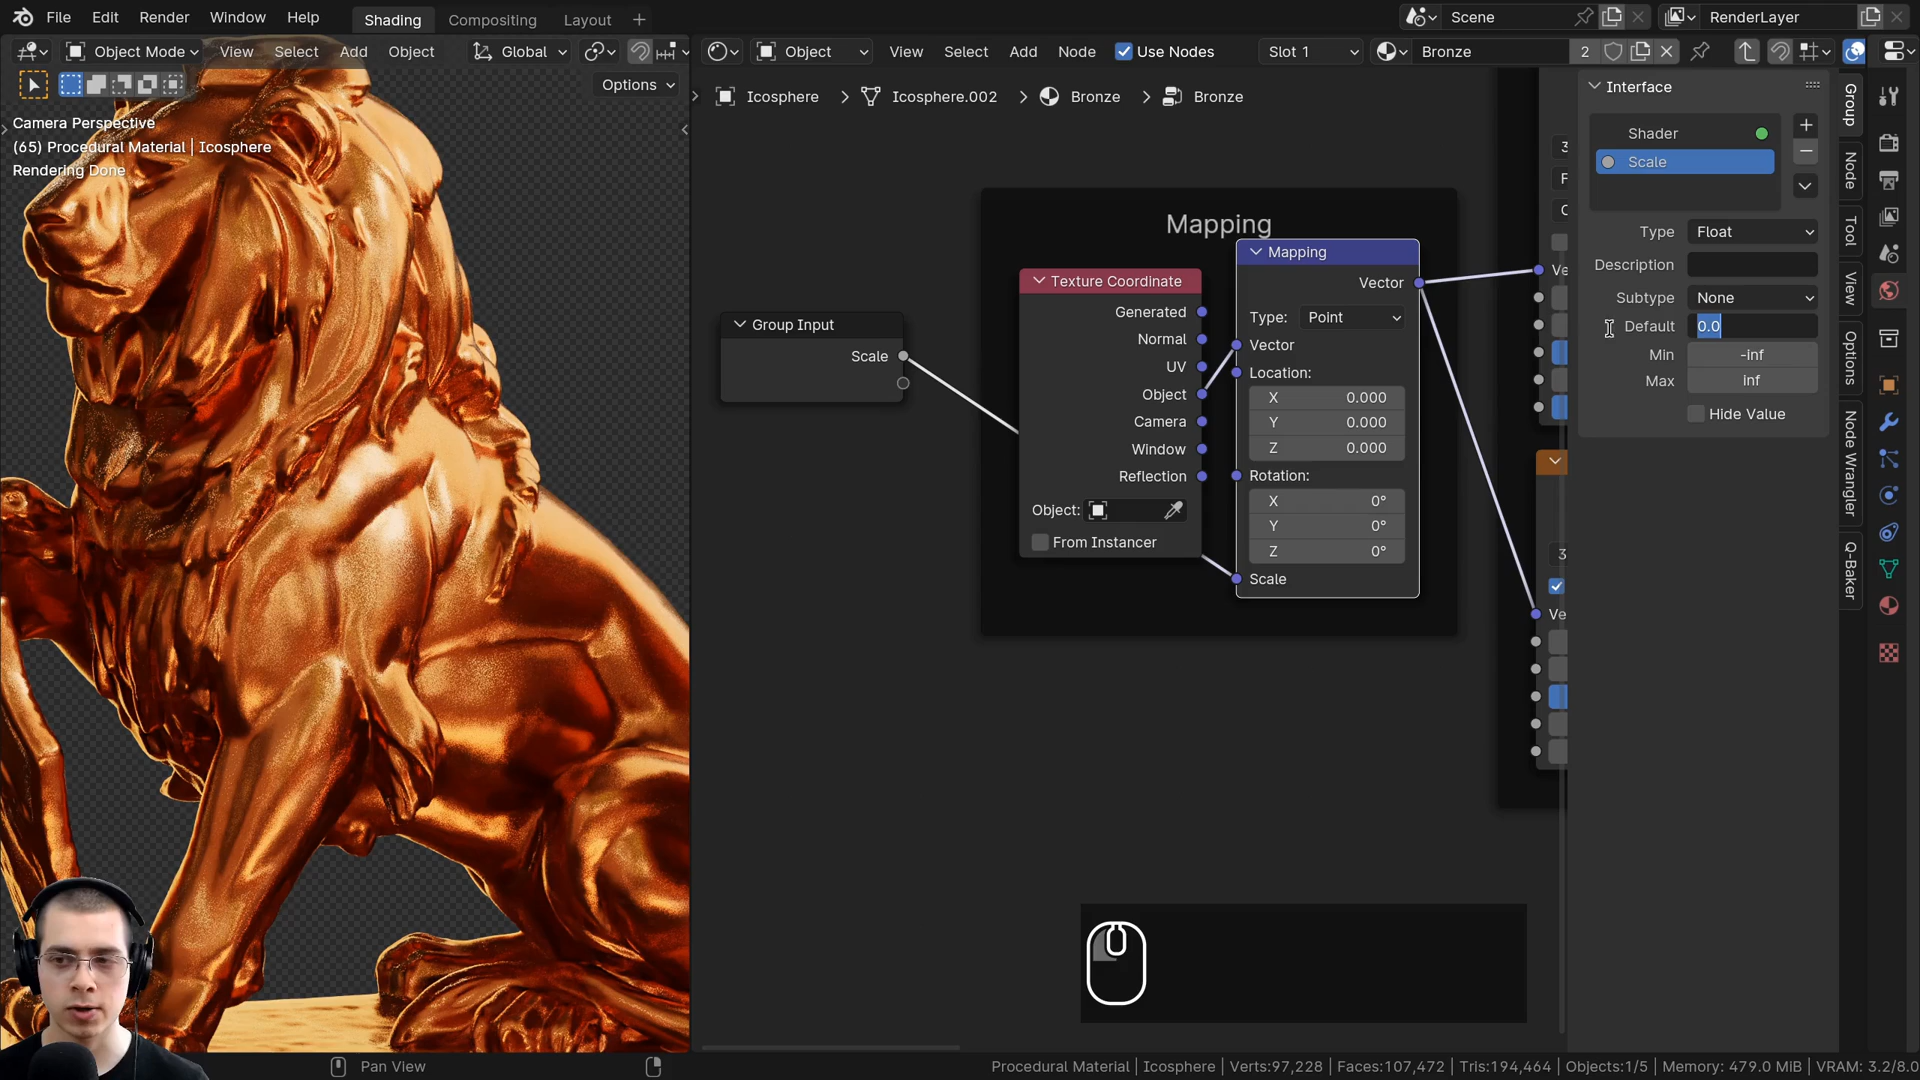 File Edit Render Window Help Shading Compositing Layout + Scene RenderLayer
Object Mode View Select Add Object Global Object View Select Add Node Use Nodes Slot 1 Bronze 2
Options
Icosphere Icosphere.002 Bronze Bronze
Camera Perspective
(65) Procedural Material | Icosphere
Rendering Done
Mapping
Group Input
Scale
Texture Coordinate
Generated
Normal
UV
Object
Camera
Window
Reflection
Object:
From Instancer
Mapping
Vector
Type: Point
Vector
Location:
X 0.000
Y 0.000
Z 0.000
Rotation:
X 0°
Y 0°
Z 0°
Scale
3
F
C
Ve
3
Ve
Interface
Shader
Scale
Type Float
Description
Subtype None
Default 0.0
Min -inf
Max inf
Hide Value
Group
Node
Tool
View
Options
Node Wrangler
Q-Baker
Pan View
Procedural Material | Icosphere | Verts:97,228 | Faces:107,472 | Tris:194,464 | Objects:1/5 | Memory: 479.0 MiB | VRAM: 3.2/8.0